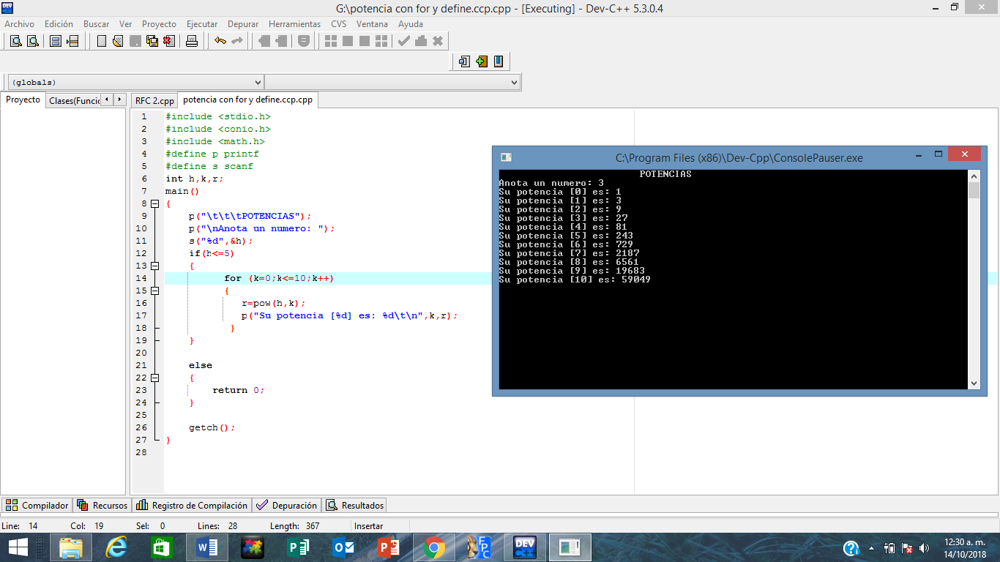 G:\potencia con for y define.ccp.cpp - [Executing] - Dev-C++ 5.3.0.4
Archivo Edición Buscar Ver Proyecto Ejecutar Depurar Herramientas CVS Ventana Ayuda
(globals)
Proyecto Clases(Funcio RFC 2.cpp potencia con for y define.ccp.cpp
1 #include <stdio.h>
2 #include <conio.h>
3 #include <math.h>
4 #define p printf
5 #define s scanf
6 int h,k,r;
7 main()
8 {
9 p("\t\t\tPOTENCIAS");
10 p("\nAnota un numero: ");
11 s("%d",&h);
12 if(h<=5)
13 {
14 for (k=0;k<=10;k++)
15 {
16 r=pow(h,k);
17 p("Su potencia [%d] es: %d\t\n",k,r);
18 }
19 }
20
21 else
22 {
23 return 0;
24 }
25
26 getch();
27 }
28
C:\Program Files (x86)\Dev-Cpp\ConsolePauser.exe
POTENCIAS
Anota un numero: 3
Su potencia [0] es: 1
Su potencia [1] es: 3
Su potencia [2] es: 9
Su potencia [3] es: 27
Su potencia [4] es: 81
Su potencia [5] es: 243
Su potencia [6] es: 729
Su potencia [7] es: 2187
Su potencia [8] es: 6561
Su potencia [9] es: 19683
Su potencia [10] es: 59049
Compilador Recursos Registro de Compilación Depuración Resultados
Line: 14 Col: 19 Sel: 0 Lines: 28 Length: 367 Insertar
DEV C++
12:30 a. m.
14/10/2018